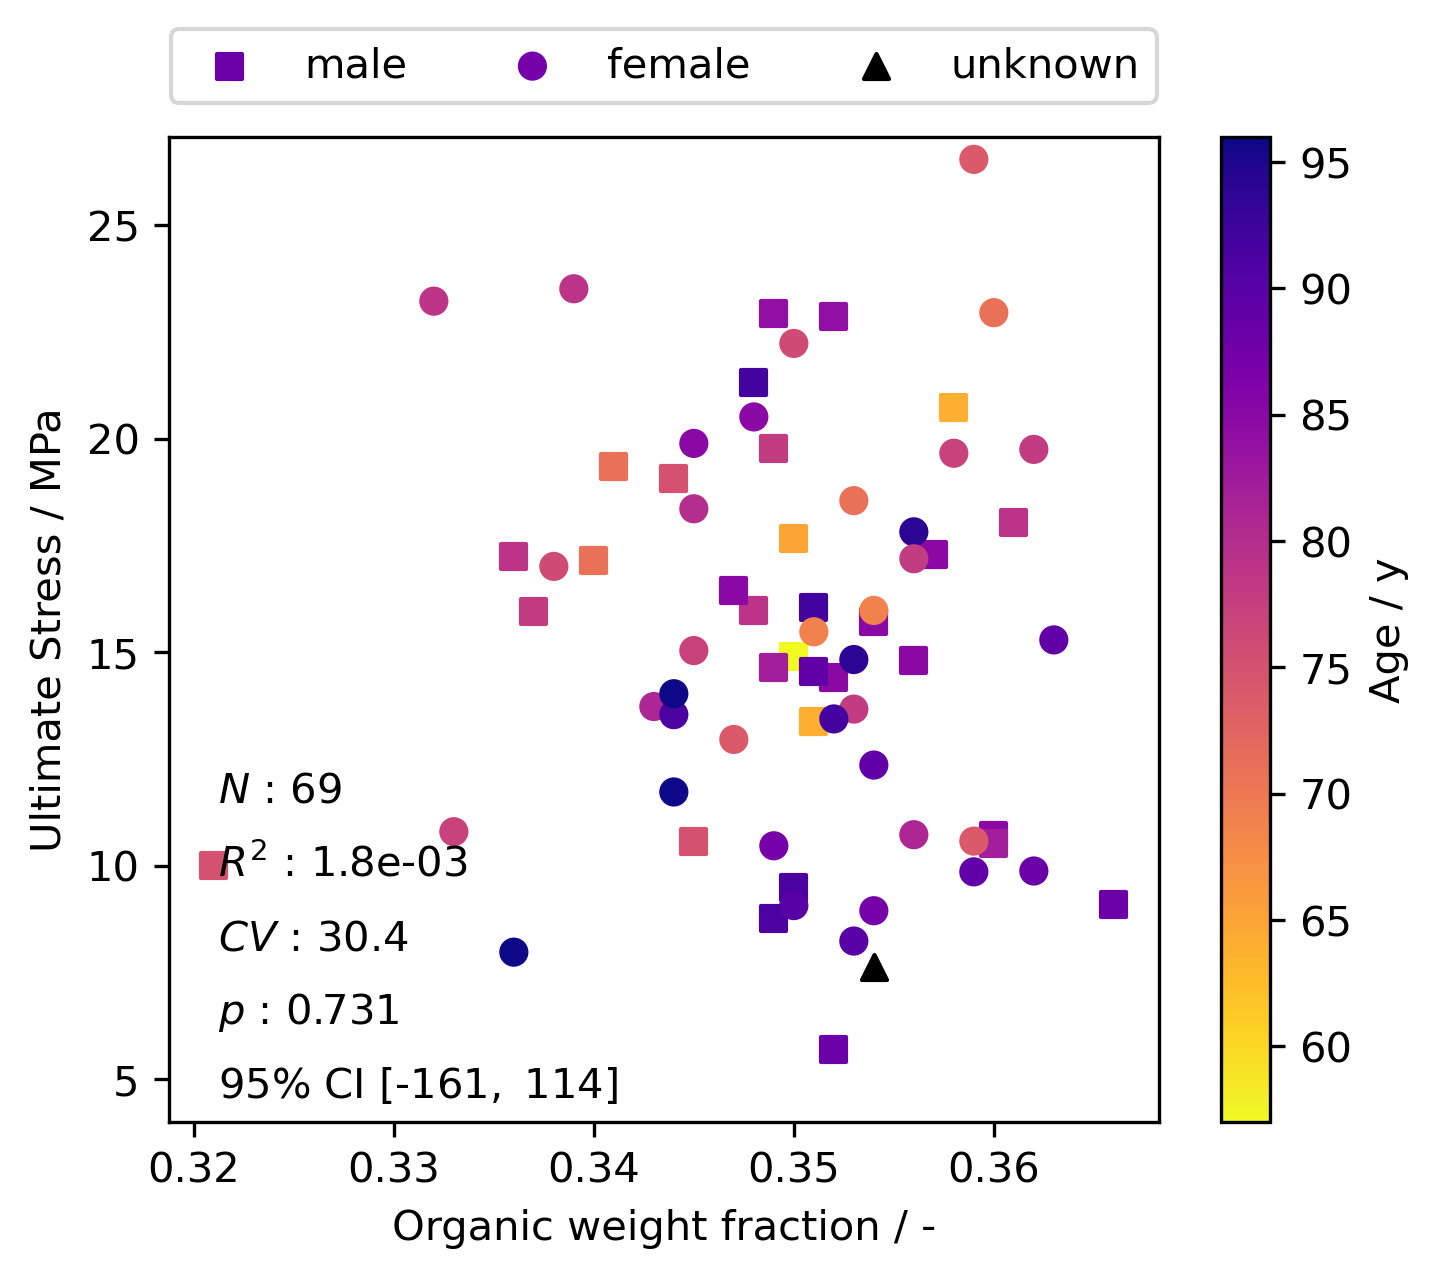 male female unknown
25
20
15
10
5
Ultimate Stress / MPa
N : 69
R² : 1.8e-03
CV : 30.4
p : 0.731
95% CI [-161, 114]
0.32 0.33 0.34 0.35 0.36
Organic weight fraction / -
95
90
85
80
75
70
65
60
Age / y